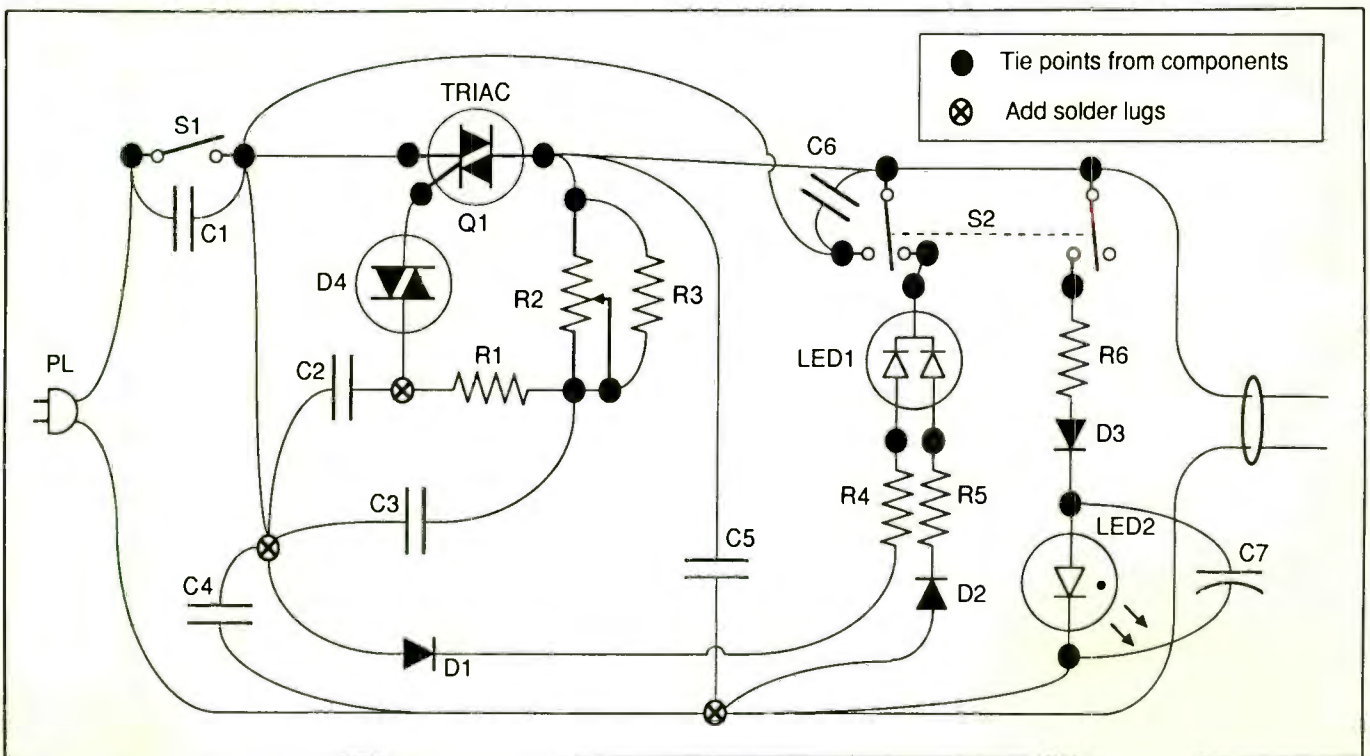 Tie points from components
Add solder lugs
TRIAC
S1
C6
C1
Q1
S2
D4
R2
R3
LED1
R6
PL
C2
R1
D3
R4
R5
C3
LED2
C5
C7
C4
D2
D1